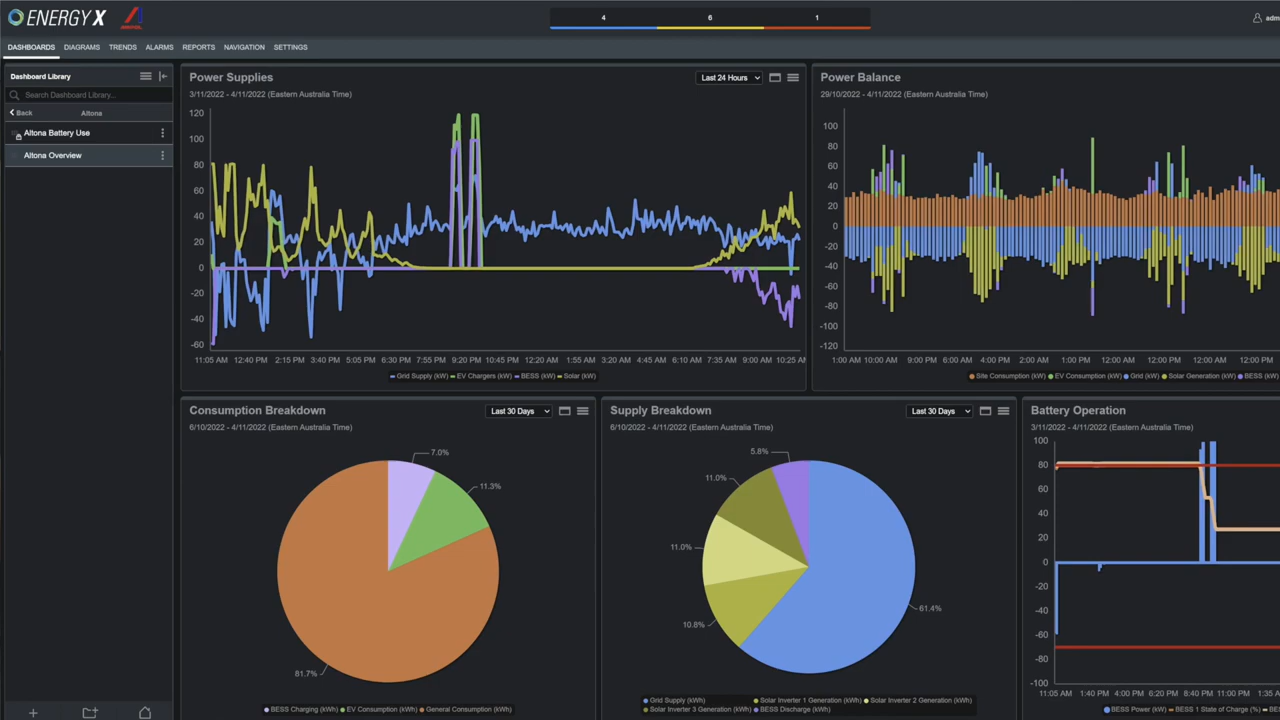 ENERGYX
4
6
1
DASHBOARDS DIAGRAMS TRENDS ALARMS REPORTS NAVIGATION SETTINGS
Dashboard Library
Search Dashboard Library...
Back
Altona
Altona Battery Use
Altona Overview
Power Supplies
Last 24 Hours
3/11/2022 - 4/11/2022 (Eastern Australia Time)
120
100
80
60
40
20
0
-20
-40
-60
11:05 AM 12:40 PM 2:15 PM 3:40 PM 5:05 PM 6:30 PM 7:55 PM 9:20 PM 10:45 PM 12:20 AM 1:55 AM 3:20 AM 4:45 AM 6:10 AM 7:35 AM 9:00 AM 10:25 A
Grid Supply (kW) EV Chargers (kW) BESS (kW) Solar (kW)
Power Balance
29/10/2022 - 4/11/2022 (Eastern Australia Time)
100
80
60
40
20
0
-20
-40
-60
-80
-100
-120
1:00 AM 10:00 AM 9:00 PM 6:00 AM 4:00 PM 2:00 AM 1:00 PM 12:00 AM 12:00 PM 12:00 AM 12:00 PM
Site Consumption (kW) EV Consumption (kW) Grid (kW) Solar Generation (kW) BESS (kW)
Consumption Breakdown
Last 30 Days
6/10/2022 - 4/11/2022 (Eastern Australia Time)
7.0%
11.3%
81.7%
BESS Charging (kWh) EV Consumption (kWh) General Consumption (kWh)
Supply Breakdown
Last 30 Days
6/10/2022 - 4/11/2022 (Eastern Australia Time)
5.8%
11.0%
11.0%
10.8%
61.4%
Grid Supply (kWh) Solar Inverter 1 Generation (kWh) Solar Inverter 2 Generation (kWh)
Solar Inverter 3 Generation (kWh) BESS Discharge (kWh)
Battery Operation
3/11/2022 - 4/11/2022 (Eastern Australia Time)
100
80
60
40
20
0
-20
-40
-60
-80
-100
11:05 AM 1:40 PM 4:00 PM 6:20 PM 8:40 PM 11:00 PM 1:35 A
BESS Power (kW) BESS 1 State of Charge (%) BE